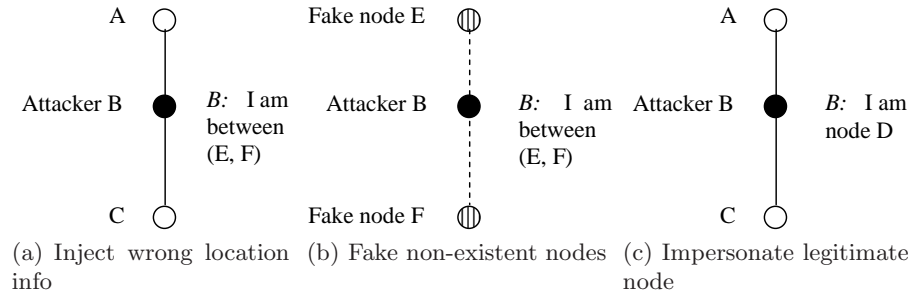 A
Attacker B
B: I am
between
(E, F)
C
(a) Inject wrong location
info
Fake node E
Attacker B
B: I am
between
(E, F)
Fake node F
(b) Fake non-existent nodes
A
Attacker B
B: I am
node D
C
(c) Impersonate legitimate
node